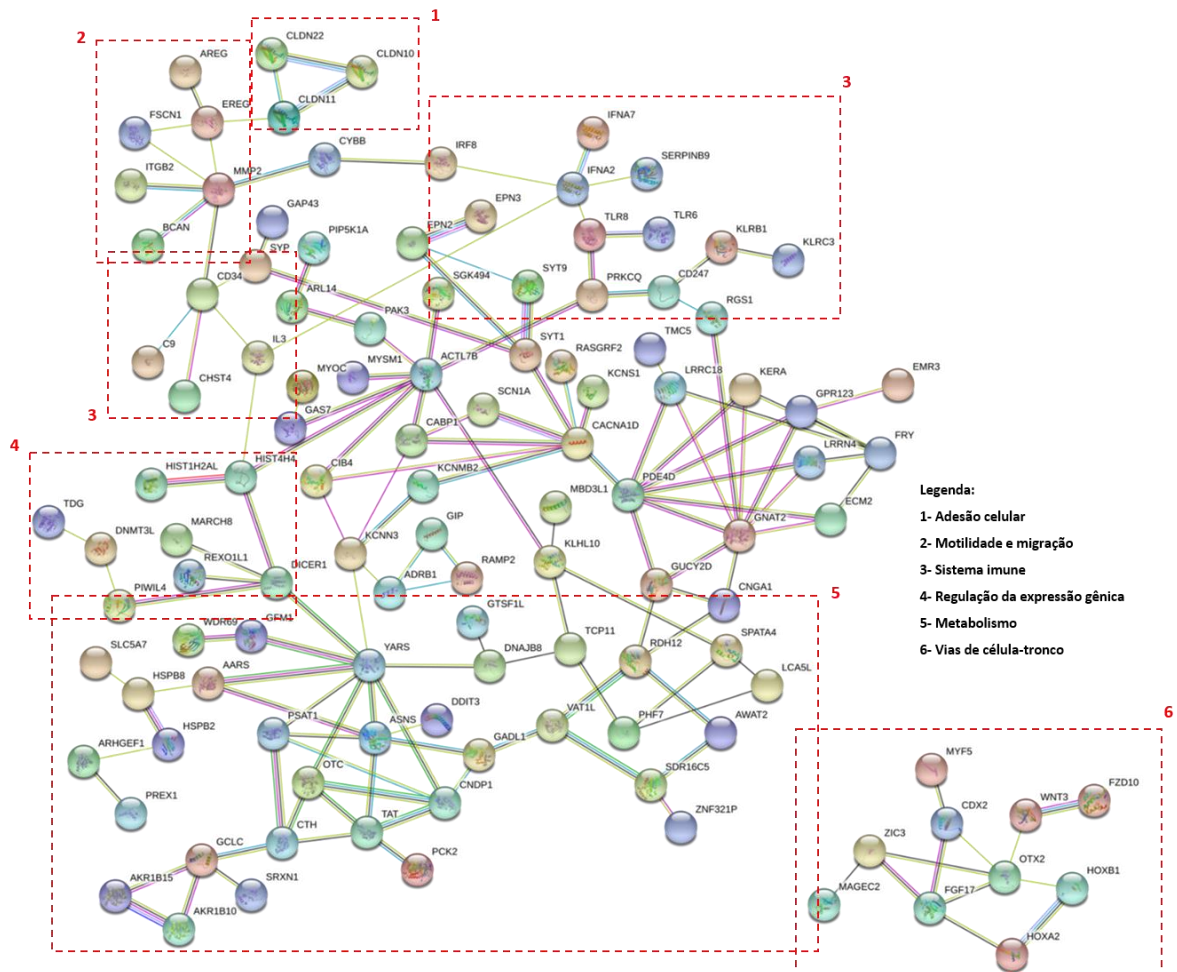 1
CLDN22
2
CLDN10
AREG
CLDN11
3
FSCN1
EREG
IFNA7
CYBB
IRF8
SERPINB9
ITGB2
MMP2
IFNA2
EPN3
GAP43
BCAN
PIP5K1A
EPN2
TLR8
TLR6
KLRB1
SYP
KLRC3
CD34
SGK494
SYT9
PRKCQ
CD247
ARL14
RGS1
PAK3
C9
IL3
SYT1
TMC5
ACTL7B
RASGRF2
CHST4
MYOC
MYSM1
KCNS1
LRRC18
KERA
EMR3
GPR123
SCN1A
3
GAS7
CACNA1D
CABP1
4
FRY
LRRN4
HIST1H2AL
HIST4H4
CIB4
KCNMB2
PDE4D
MBD3L1
ECM2
TDG
GNAT2
Legenda:
1- Adesão celular
2- Motilidade e migração
3- Sistema imune
4- Regulação da expressão gênica
5- Metabolismo
6- Vias de célula-tronco
DNMT3L
MARCH8
KCNN3
GIP
KLHL10
REXO1L1
DICER1
RAMP2
ADRB1
GUCY2D
PIWIL4
CNGA1
5
GTSF1L
WDR69
GFM1
TCP11
SPATA4
SLC5A7
YARS
DNAJB8
RDH12
AARS
LCA5L
HSPB8
DDIT3
PSAT1
ASNS
VAT1L
PHF7
AWAT2
6
HSPB2
GADL1
ARHGEF1
OTC
SDR16C5
MYF5
CNDP1
FZD10
PREX1
ZNF321P
CDX2
WNT3
CTH
TAT
GCLC
ZIC3
PCK2
OTX2
HOXB1
AKR1B15
SRXN1
MAGEC2
FGF17
AKR1B10
HOXA2